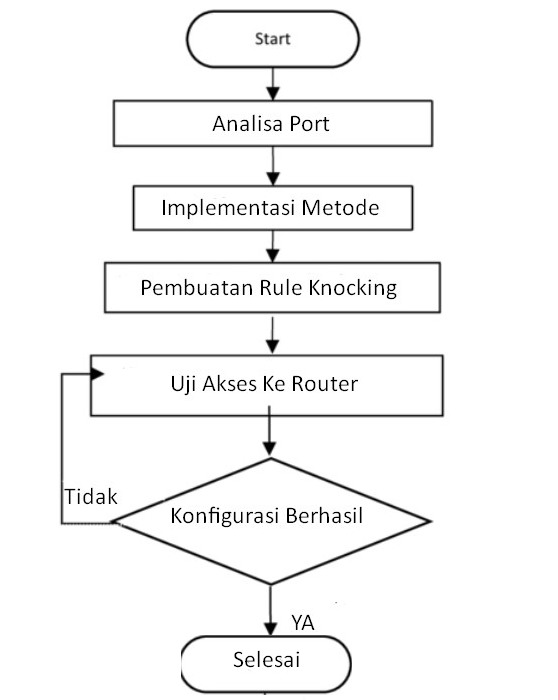 Start
Analisa Port
Implementasi Metode
Pembuatan Rule Knocking
Uji Akses Ke Router
Tidak
Konfigurasi Berhasil
YA
Selesai